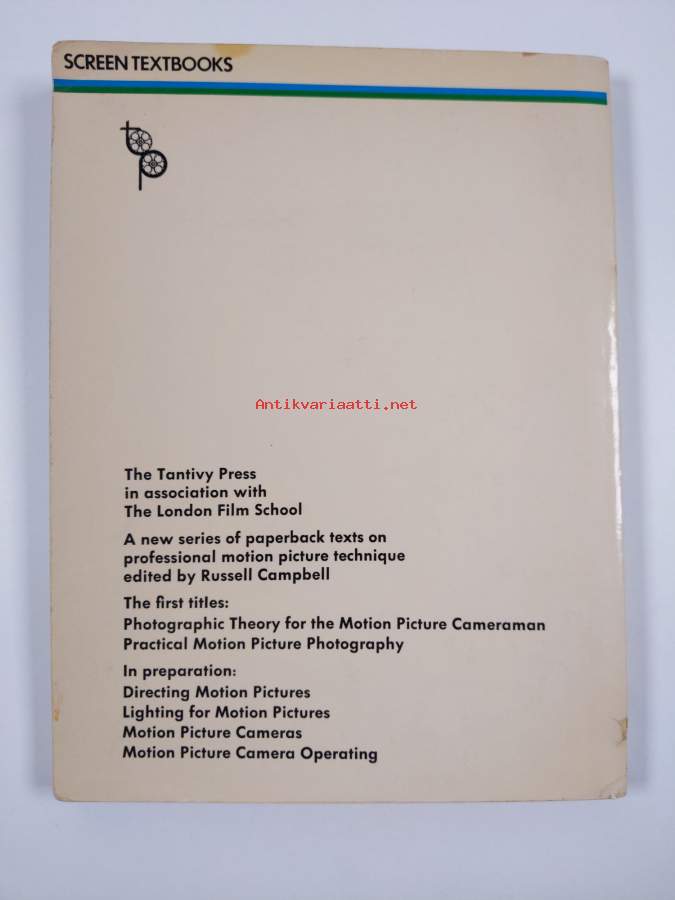 SCREEN TEXTBOOKS
tp
Antikvariaatti.net
The Tantivy Press
in association with
The London Film School
A new series of paperback texts on
professional motion picture technique
edited by Russell Campbell
The first titles:
Photographic Theory for the Motion Picture Cameraman
Practical Motion Picture Photography
In preparation:
Directing Motion Pictures
Lighting for Motion Pictures
Motion Picture Cameras
Motion Picture Camera Operating